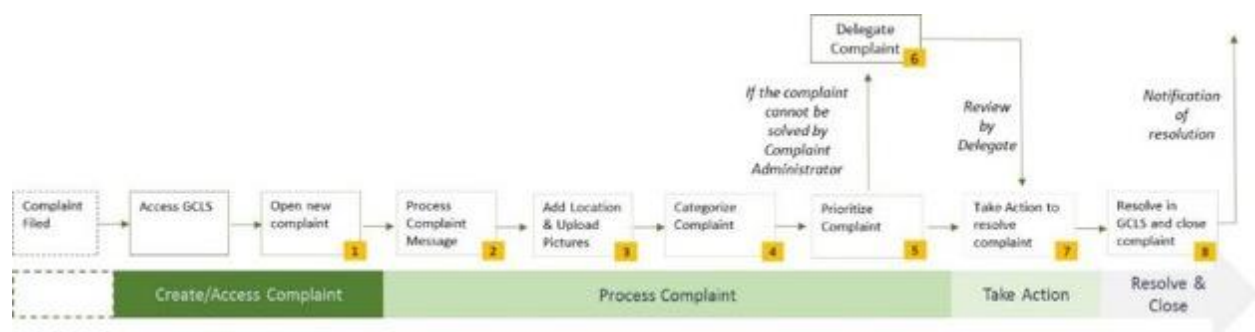 Delegate
Complaint
6
If the complaint
cannot be
solved by
Complaint
Administrator
Review
by
Delegate
Notification
of
resolution
Complaint
Filed
Access GCLS
Open new
complaint
1
Process
Complaint
Message
2
Add Location
& Upload
Pictures
3
Categorize
Complaint
4
Prioritize
Complaint
5
Take Action to
resolve
complaint
7
Resolve in
GCLS and close
complaint
8
Create/Access Complaint
Process Complaint
Take Action
Resolve &
Close